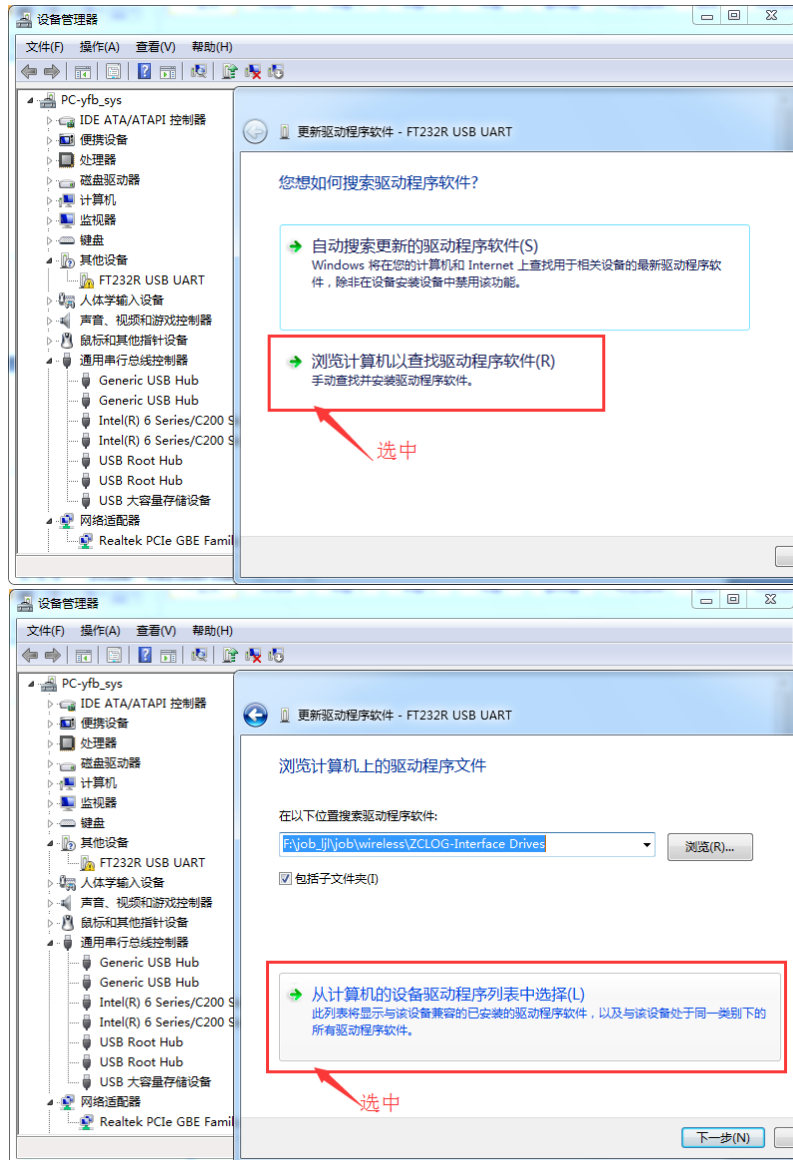 设备管理器
文件(F) 操作(A) 查看(V) 帮助(H)
PC-yfb_sys
IDE ATA/ATAPI 控制器
便携设备
处理器
磁盘驱动器
计算机
监视器
键盘
其他设备
FT232R USB UART
人体学输入设备
声音、视频和游戏控制器
鼠标和其他指针设备
通用串行总线控制器
Generic USB Hub
Generic USB Hub
Intel(R) 6 Series/C200 S
Intel(R) 6 Series/C200 S
USB Root Hub
USB Root Hub
USB 大容量存储设备
网络适配器
Realtek PCIe GBE Famil
更新驱动程序软件 - FT232R USB UART
您想如何搜索驱动程序软件?
自动搜索更新的驱动程序软件(S)
Windows 将在您的计算机和 Internet 上查找用于相关设备的最新驱动程序软
件，除非在设备安装设备中禁用该功能。
浏览计算机以查找驱动程序软件(R)
手动查找并安装驱动程序软件。
选中
设备管理器
文件(F) 操作(A) 查看(V) 帮助(H)
PC-yfb_sys
IDE ATA/ATAPI 控制器
便携设备
处理器
磁盘驱动器
计算机
监视器
键盘
其他设备
FT232R USB UART
人体学输入设备
声音、视频和游戏控制器
鼠标和其他指针设备
通用串行总线控制器
Generic USB Hub
Generic USB Hub
Intel(R) 6 Series/C200 S
Intel(R) 6 Series/C200 S
USB Root Hub
USB Root Hub
USB 大容量存储设备
网络适配器
Realtek PCIe GBE Famil
更新驱动程序软件 - FT232R USB UART
浏览计算机上的驱动程序文件
在以下位置搜索驱动程序软件:
F:\job_ljl\job\wireless\ZCLOG-Interface Drives
浏览(R)...
包括子文件夹(I)
从计算机的设备驱动程序列表中选择(L)
此列表将显示与该设备兼容的已安装的驱动程序软件，以及与该设备处于同一类别下的
所有驱动程序软件。
选中
下一步(N)